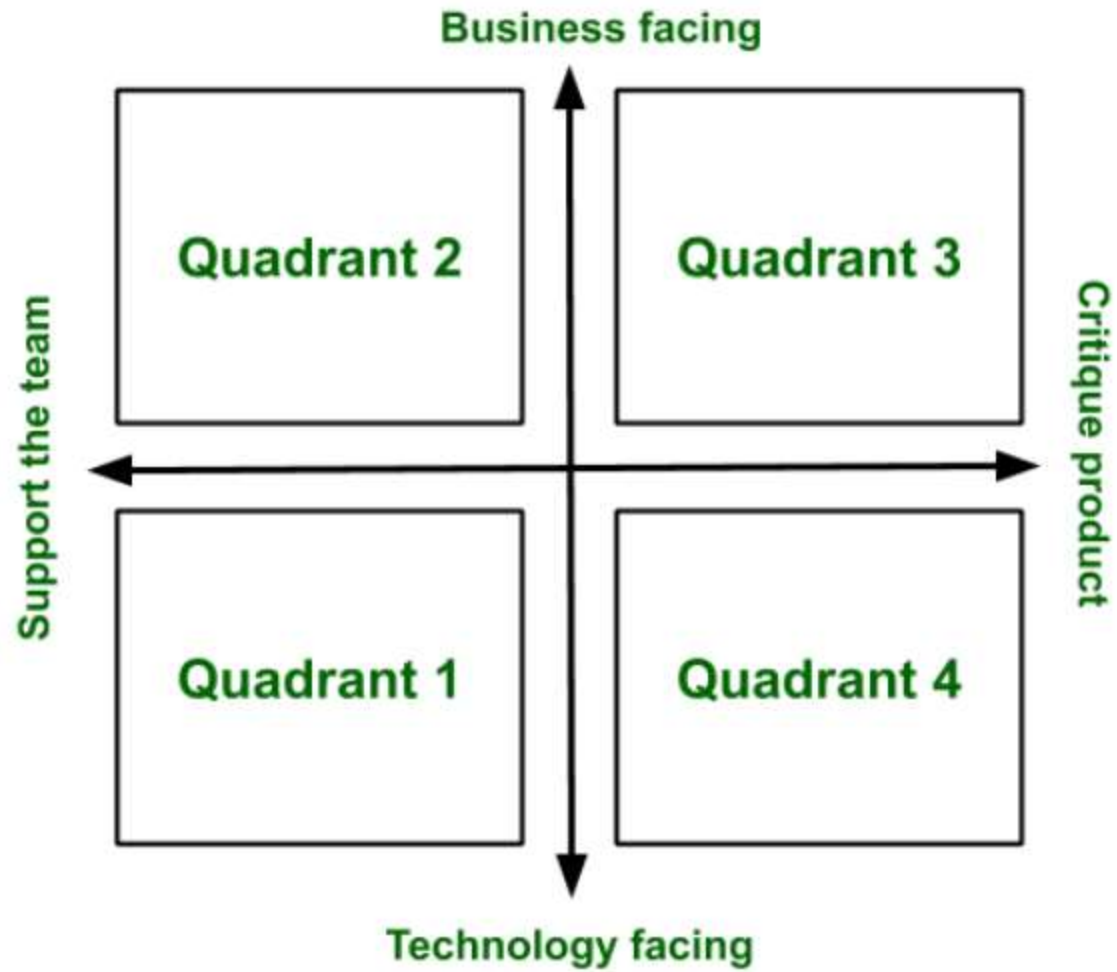 Business facing
Quadrant 2
Quadrant 3
Support the team
Critique product
Quadrant 1
Quadrant 4
Technology facing